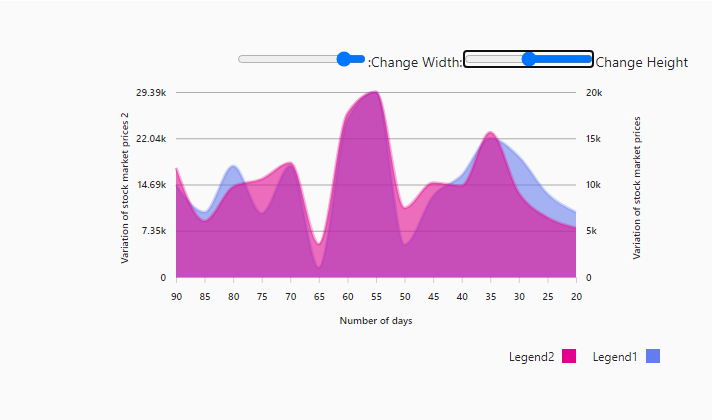 :Change Width: Change Height
29.39k 20k
22.04k 15k
14.69k 10k
7.35k 5k
0 0
Variation of stock market prices 2
Variation of stock market prices
90 85 80 75 70 65 60 55 50 45 40 35 30 25 20
Number of days
Legend2 Legend1